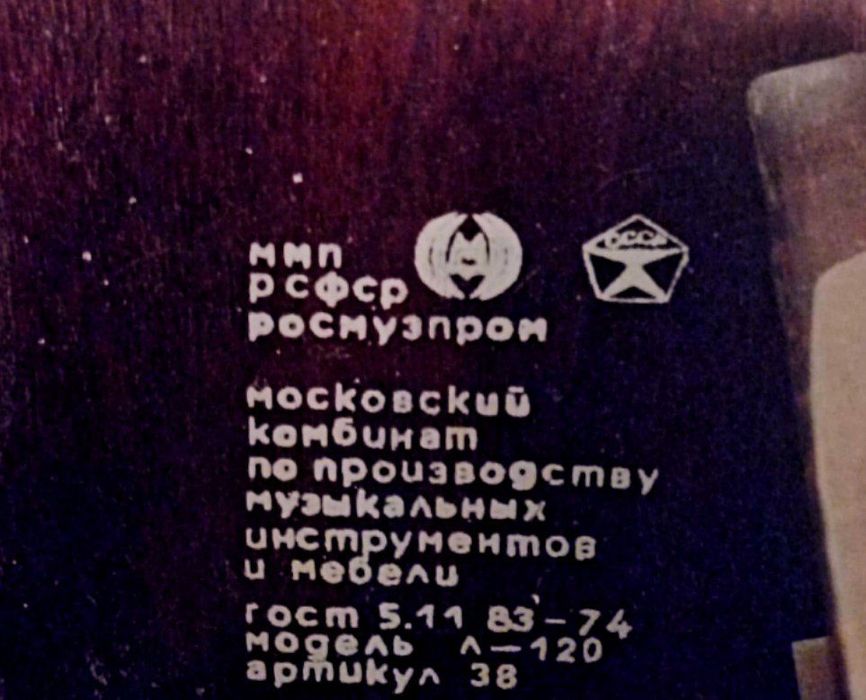 ммп
рсфср
росмузпром
СССР
московский
комбинат
по производству
музыкальных
инструментов
и мебели
гост 5.11 83-74
модель л-120
артикул 38